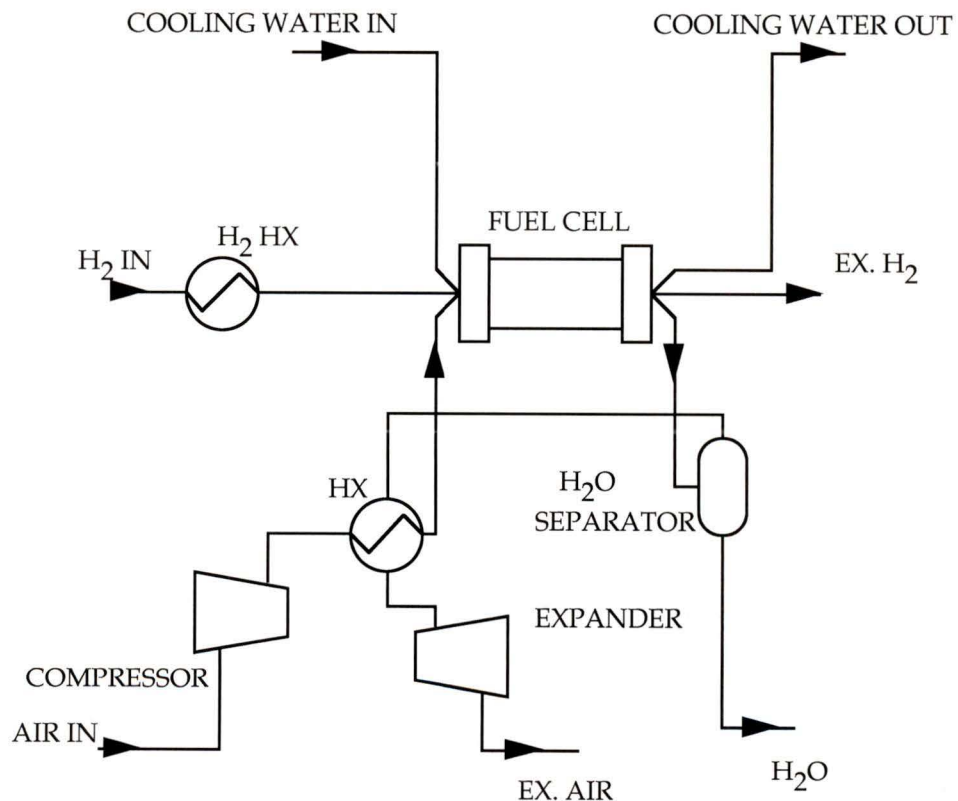 COOLING WATER IN
COOLING WATER OUT
FUEL CELL
H₂ HX
H₂ IN
EX. H₂
HX
H₂O
SEPARATOR
EXPANDER
COMPRESSOR
AIR IN
H₂O
EX. AIR